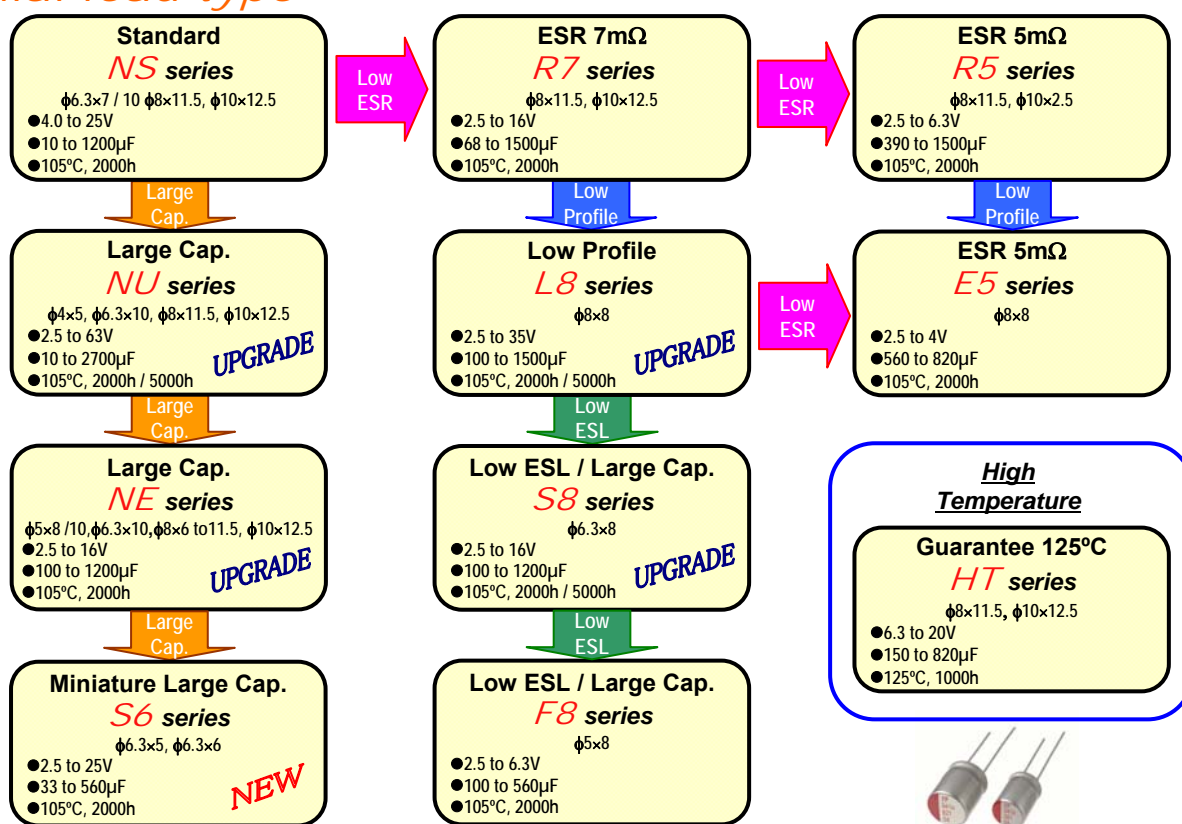 lead type
Standard
NS series
ϕ6.3×7 / 10 ϕ8×11.5, ϕ10×12.5
●4.0 to 25V
●10 to 1200µF
●105ºC, 2000h
Low
ESR
ESR 7mΩ
R7 series
ϕ8×11.5, ϕ10×12.5
●2.5 to 16V
●68 to 1500µF
●105ºC, 2000h
Low
ESR
ESR 5mΩ
R5 series
ϕ8×11.5, ϕ10×2.5
●2.5 to 6.3V
●390 to 1500µF
●105ºC, 2000h
Large
Cap.
Low
Profile
Low
Profile
Large Cap.
NU series
ϕ4×5, ϕ6.3×10, ϕ8×11.5, ϕ10×12.5
●2.5 to 63V
●10 to 2700µF
●105ºC, 2000h / 5000h
UPGRADE
Low Profile
L8 series
ϕ8×8
●2.5 to 35V
●100 to 1500µF
●105ºC, 2000h / 5000h
UPGRADE
Low
ESR
ESR 5mΩ
E5 series
ϕ8×8
●2.5 to 4V
●560 to 820µF
●105ºC, 2000h
Large
Cap.
Low
ESL
Large Cap.
NE series
ϕ5×8 /10,ϕ6.3×10,ϕ8×6 to11.5, ϕ10×12.5
●2.5 to 16V
●100 to 1200µF
●105ºC, 2000h
UPGRADE
Low ESL / Large Cap.
S8 series
ϕ6.3×8
●2.5 to 16V
●100 to 1200µF
●105ºC, 2000h / 5000h
UPGRADE
High
Temperature
Guarantee 125ºC
HT series
ϕ8×11.5, ϕ10×12.5
●6.3 to 20V
●150 to 820µF
●125ºC, 1000h
Large
Cap.
Low
ESL
Miniature Large Cap.
S6 series
ϕ6.3×5, ϕ6.3×6
●2.5 to 25V
●33 to 560µF
●105ºC, 2000h
NEW
Low ESL / Large Cap.
F8 series
ϕ5×8
●2.5 to 6.3V
●100 to 560µF
●105ºC, 2000h